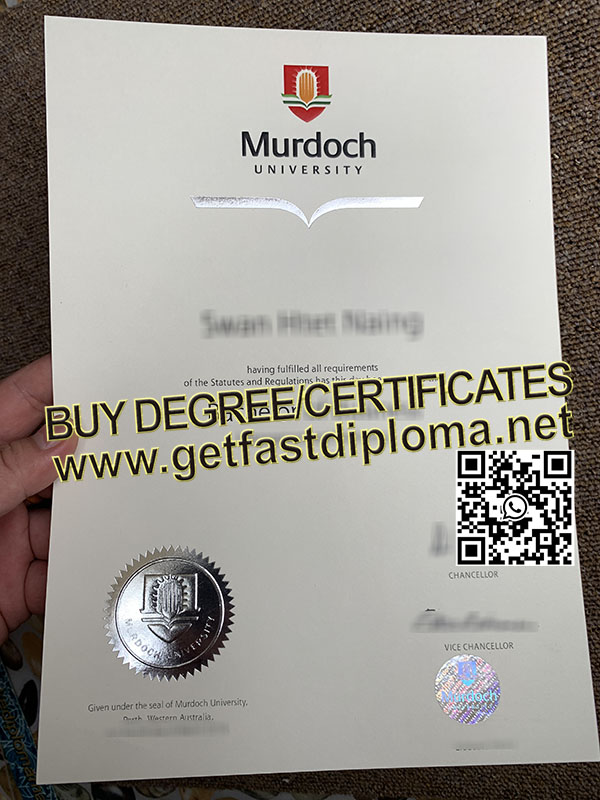 Murdoch
UNIVERSITY
having fulfilled all requirements
of the Statutes and Regulations has this
BUY DEGREE/CERTIFICATES
www.getfastdiploma.net
CHANCELLOR
VICE CHANCELLOR
MURDOCH UNIVERSITY
Murdoch
Given under the seal of Murdoch University.
Perth, Western Australia.